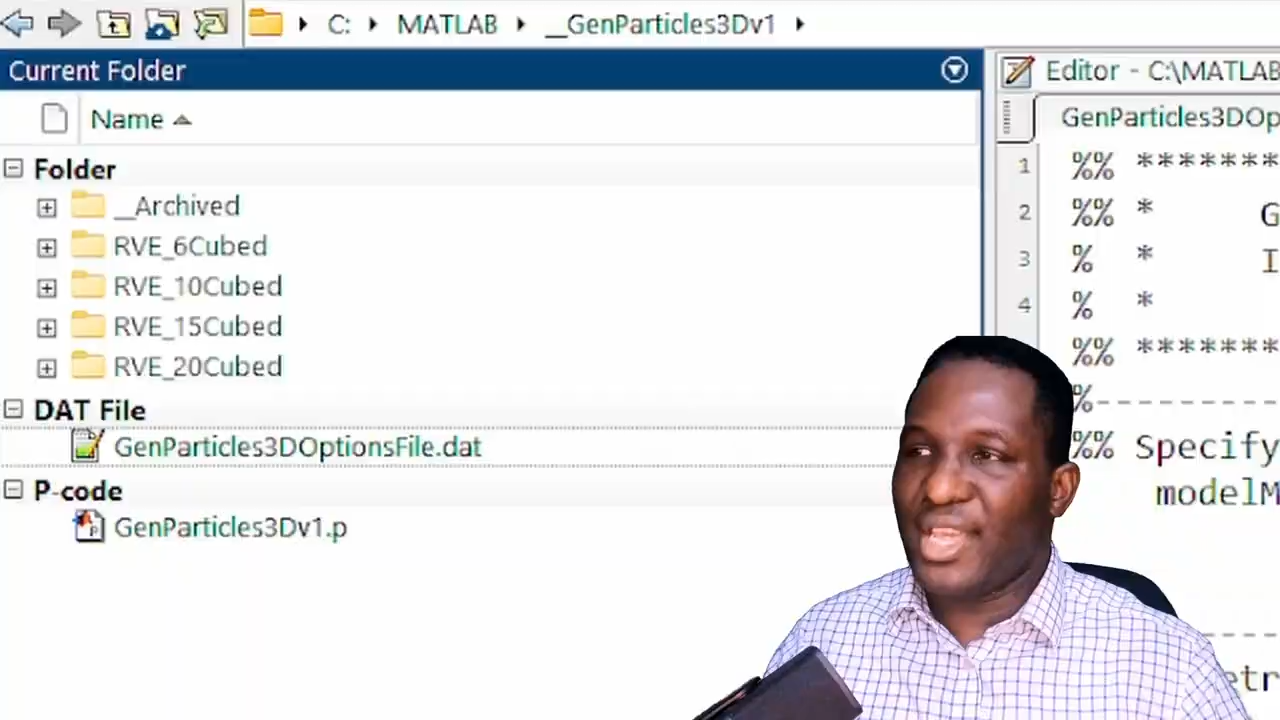 C: MATLAB __GenParticles3Dv1
Current Folder
Name
Folder
__Archived
RVE_6Cubed
RVE_10Cubed
RVE_15Cubed
RVE_20Cubed
DAT File
GenParticles3DOptionsFile.dat
P-code
GenParticles3Dv1.p
Editor - C:\MATLAB
GenParticles3DOp
1 %% ********
2 %% * G
3 % * I
4 % *
%% ********
%----------
%% Specify
modelM
etr